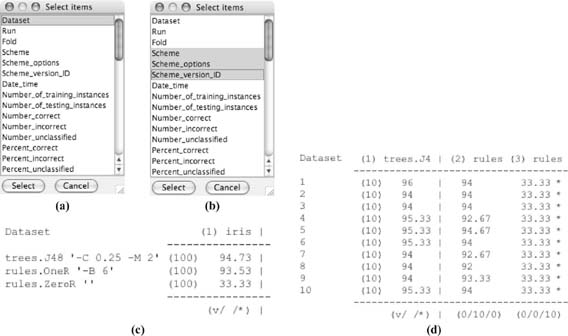 Select items
Dataset
Run
Fold
Scheme
Scheme_options
Scheme_version_ID
Date_time
Number_of_training_instances
Number_of_testing_instances
Number_correct
Number_incorrect
Number_unclassified
Percent_correct
Percent_incorrect
Percent_unclassified
Select Cancel
(a)
Select items
Dataset
Run
Fold
Scheme
Scheme_options
Scheme_version_ID
Date_time
Number_of_training_instances
Number_of_testing_instances
Number_correct
Number_incorrect
Number_unclassified
Percent_correct
Percent_incorrect
Percent_unclassified
Select Cancel
(b)
Dataset (1) iris |
--------------------------
trees.J48 '-C 0.25 -M 2' (100) 94.73 |
rules.OneR '-B 6' (100) 93.53 |
rules.ZeroR '' (100) 33.33 |
--------------------------
(v/ /*) |
(c)
Dataset (1) trees.J4 | (2) rules (3) rules
--------------------------
1 (10) 96 | 94 33.33 *
2 (10) 94 | 94 33.33 *
3 (10) 94 | 94 33.33 *
4 (10) 95.33 | 92.67 33.33 *
5 (10) 95.33 | 94.67 33.33 *
6 (10) 95.33 | 94 33.33 *
7 (10) 94 | 92.67 33.33 *
8 (10) 94 | 92 33.33 *
9 (10) 94 | 93.33 33.33 *
10 (10) 95.33 | 94 33.33 *
--------------------------
(v/ /*) | (0/10/0) (0/0/10)
(d)